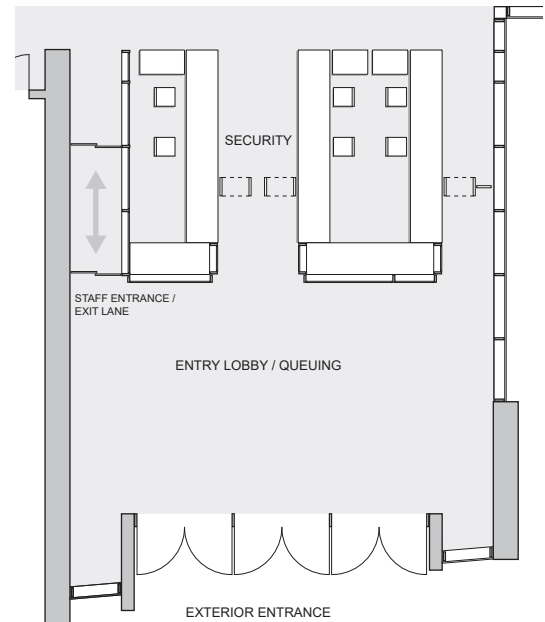 SECURITY
STAFF ENTRANCE /
EXIT LANE
ENTRY LOBBY / QUEUING
EXTERIOR ENTRANCE